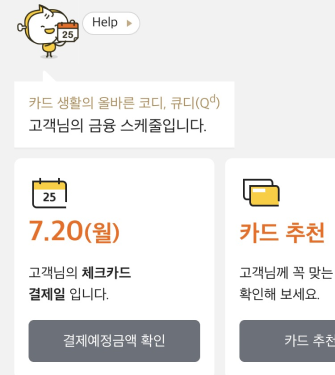 Help
25
카드 생활의 올바른 코디, 큐디(Qd)
고객님의 금융 스케줄입니다.
25
7.20(월)
고객님의 체크카드
결제일 입니다.
결제예정금액 확인
카드 추천
고객님께 꼭 맞는
확인해 보세요.
카드 추천